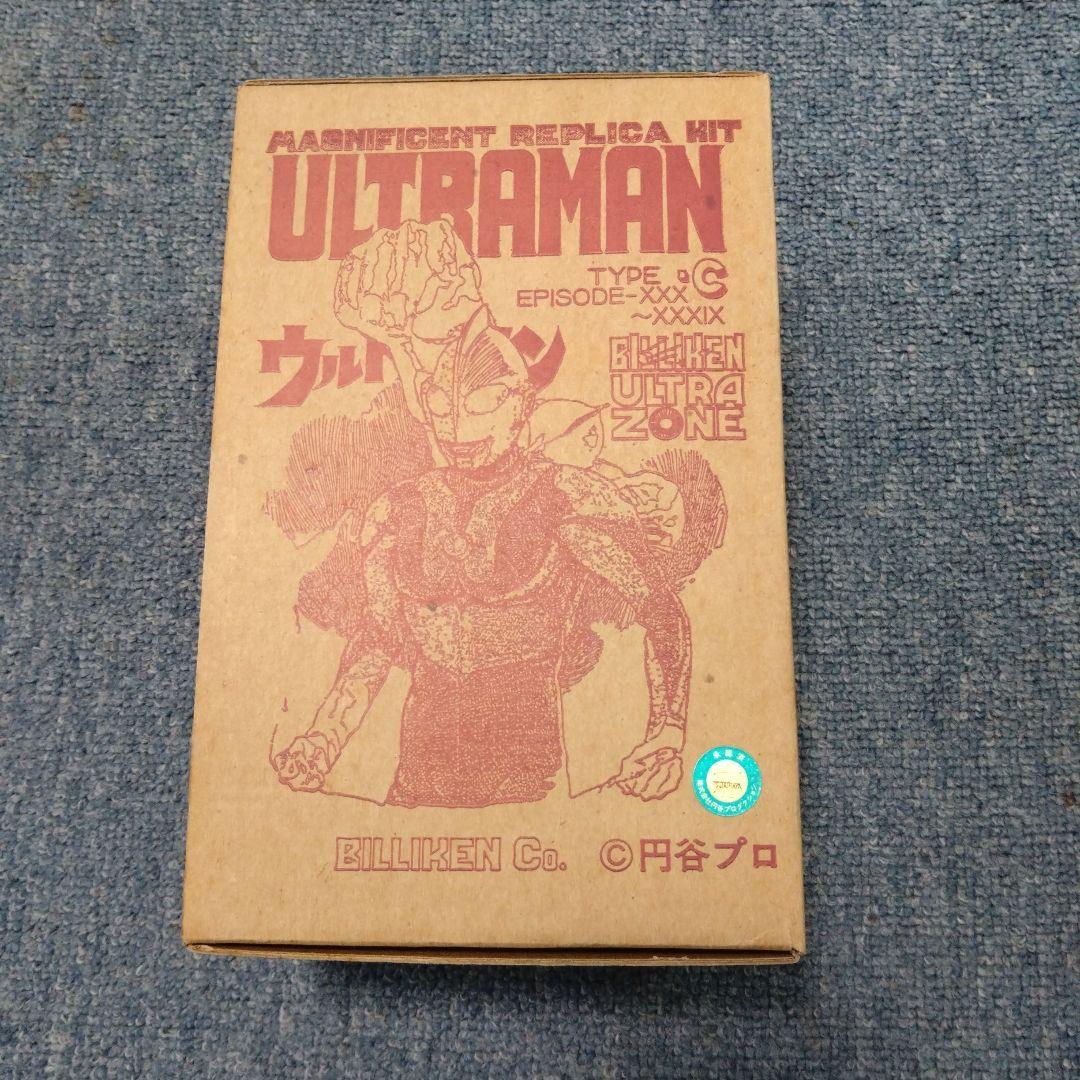 MAGNIFICENT REPLICA KIT
ULTRAMAN
TYPE・C
EPISODE-XXX
～XXXIX
ウルト ン
BILLIKEN
ULTRA
ZONE
BILLIKEN Co. ©円谷プロ